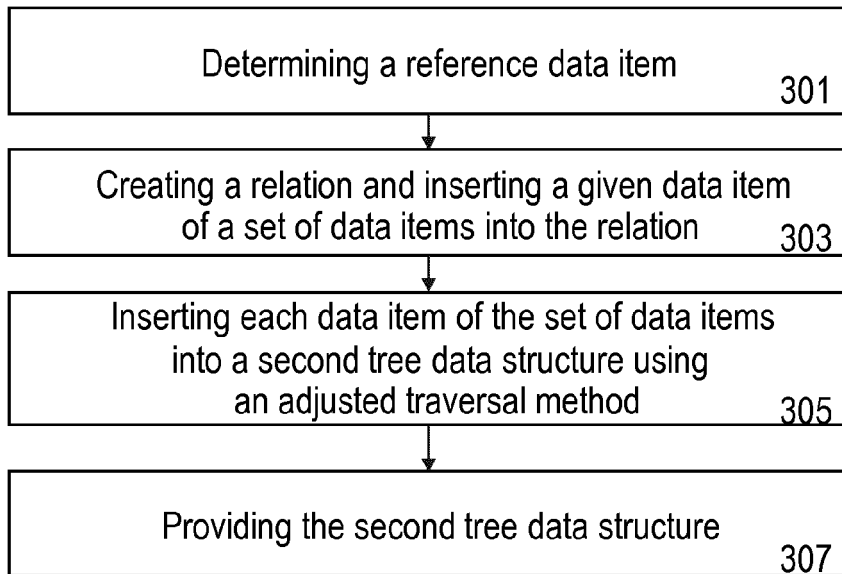 Determining a reference data item
301
Creating a relation and inserting a given data item
of a set of data items into the relation
303
Inserting each data item of the set of data items
into a second tree data structure using
an adjusted traversal method
305
Providing the second tree data structure
307